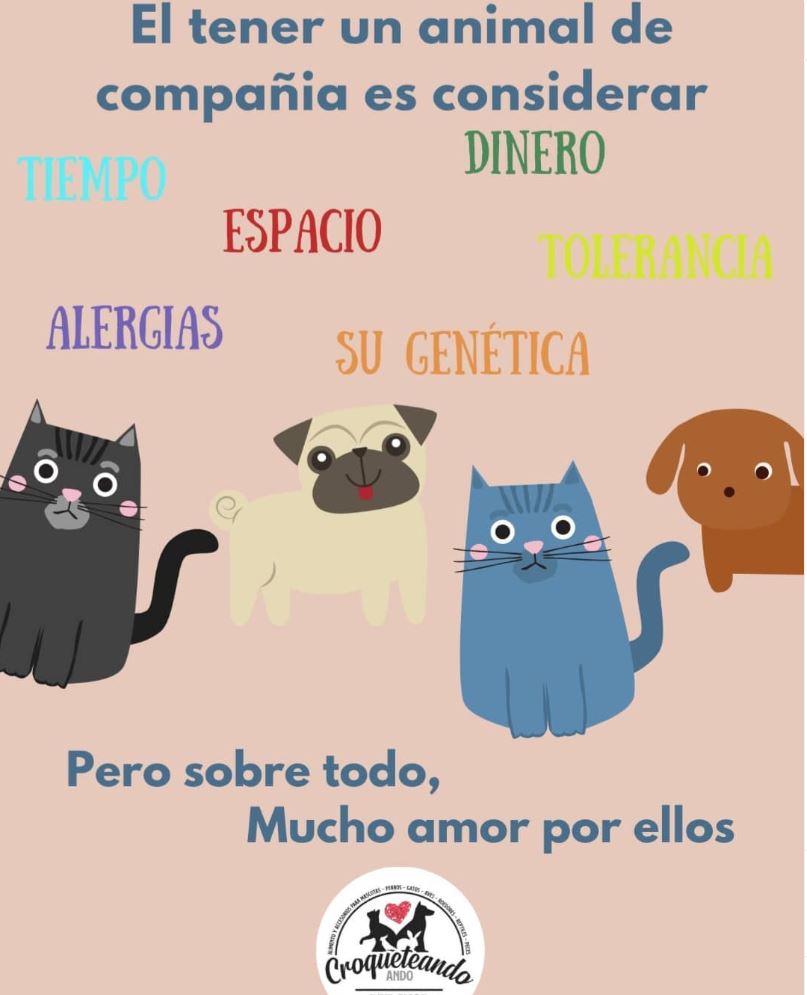 El tener un animal de
compañia es considerar
DINERO
TIEMPO
ESPACIO
TOLERANCIA
ALERGIAS
SU GENÉTICA
Pero sobre todo,
Mucho amor por ellos
ALIMENTO Y ACCESORIOS PARA MASCOTAS - PERROS - GATOS - AVES - ROEDORES - REPTILES - PECES
Croqueteando
ANDO